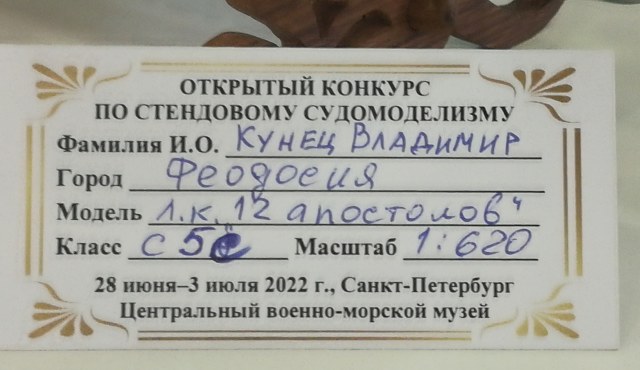 ОТКРЫТЫЙ КОНКУРС
ПО СТЕНДОВОМУ СУДОМОДЕЛИЗМУ
Фамилия И.О. КУНЕЦ ВЛАДИМИР
Город Феодосия
Модель Л.К. 12 апостолов"
Класс С 5с Масштаб 1:620
28 июня–3 июля 2022 г., Санкт-Петербург
Центральный военно-морской музей